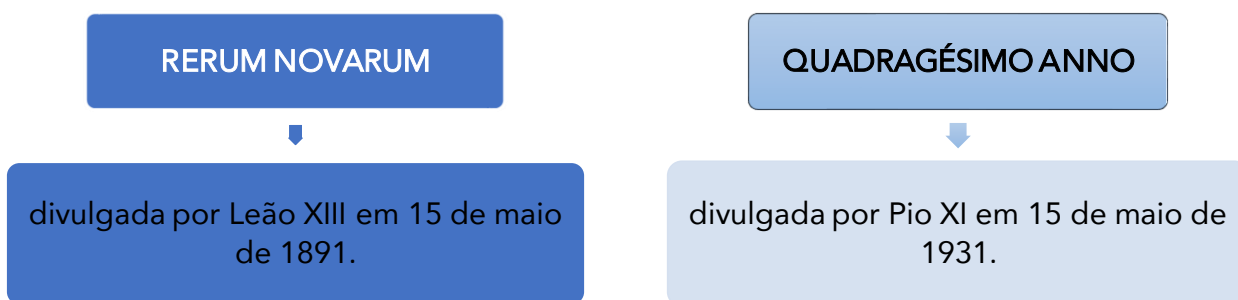 RERUM NOVARUM
divulgada por Leão XIII em 15 de maio
de 1891.
QUADRAGÉSIMO ANNO
divulgada por Pio XI em 15 de maio de
1931.